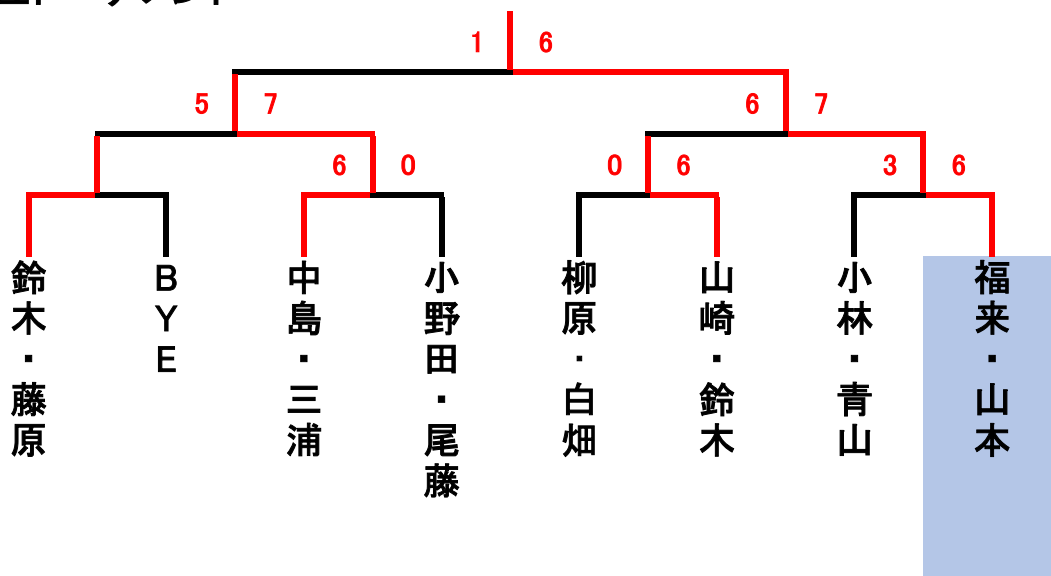 1 6
5 7
6 7
6 0
0 6
3 6
鈴木・藤原
BYE
中島・三浦
小野田・尾藤
柳原・白畑
山崎・鈴木
小林・青山
福来・山本